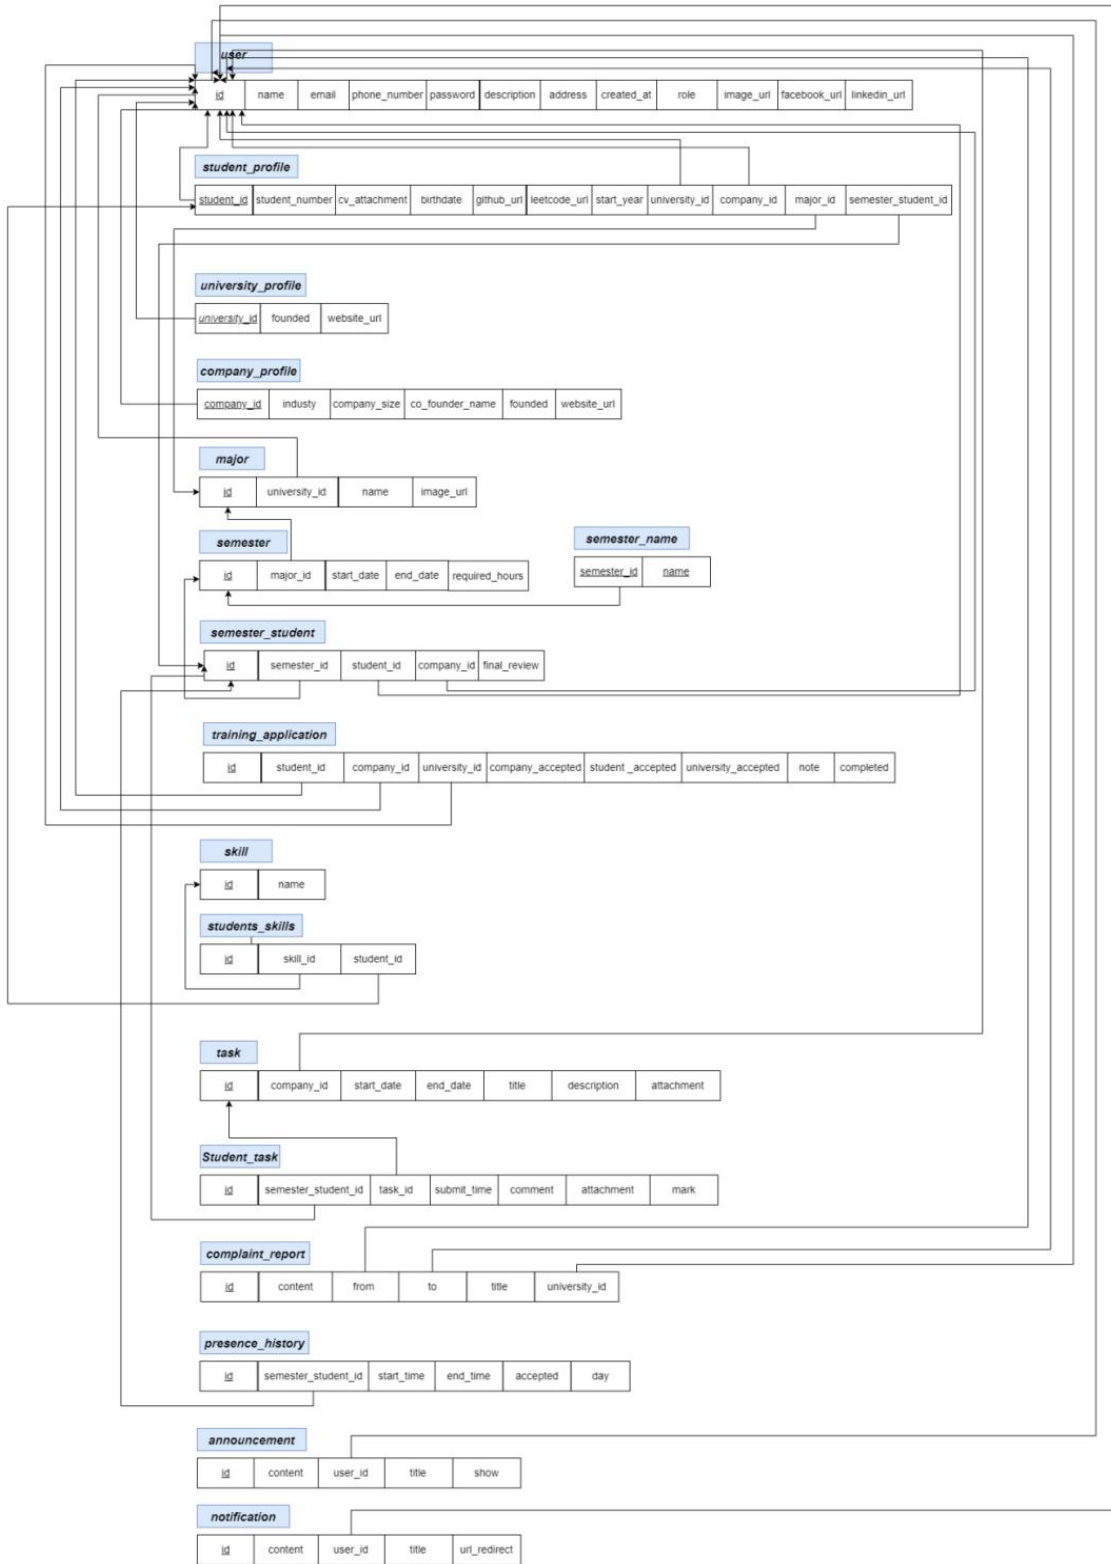 user
id name email phone_number password description address created_at role image_url facebook_url linkedin_url
student_profile
student_id student_number cv_attachment birthdate github_url leetcode_url start_year university_id company_id major_id semester_student_id
university_profile
university_id founded website_url
company_profile
company_id industy company_size co_founder_name founded website_url
major
id university_id name image_url
semester
id major_id start_date end_date required_hours
semester_name
semester_id name
semester_student
id semester_id student_id company_id final_review
training_application
id student_id company_id university_id company_accepted student _accepted university_accepted note completed
skill
id name
students_skills
id skill_id student_id
task
id company_id start_date end_date title description attachment
Student_task
id semester_student_id task_id submit_time comment attachment mark
complaint_report
id content from to title university_id
presence_history
id semester_student_id start_time end_time accepted day
announcement
id content user_id title show
notification
id content user_id title url_redirect